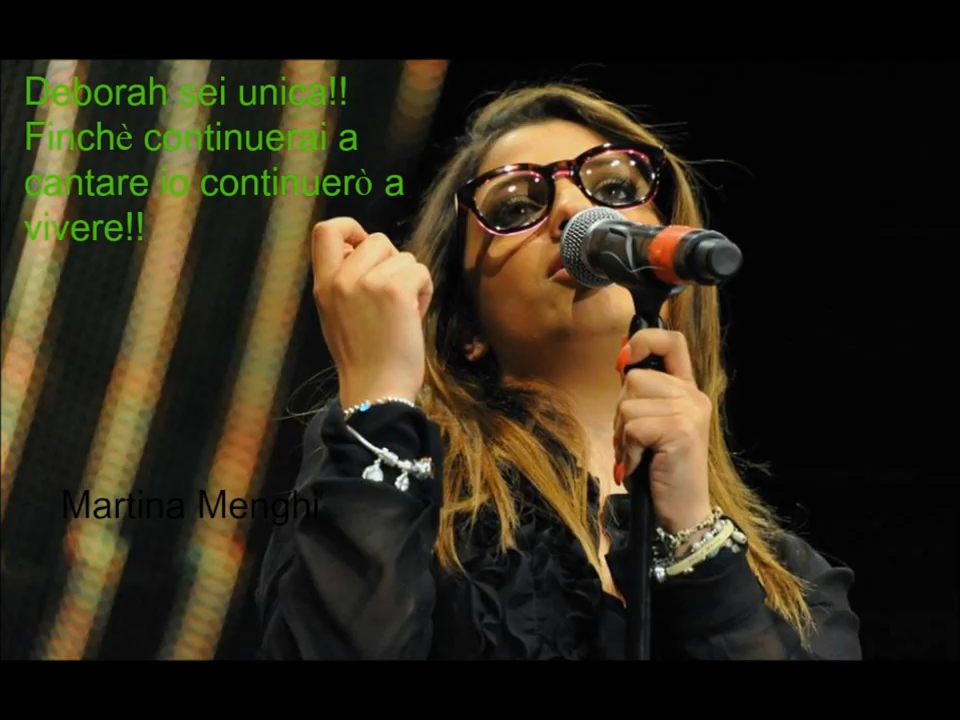 Deborah sei unica!!
Finchè continuerai a
cantare io continuerò a
vivere!!
Martina Menghi